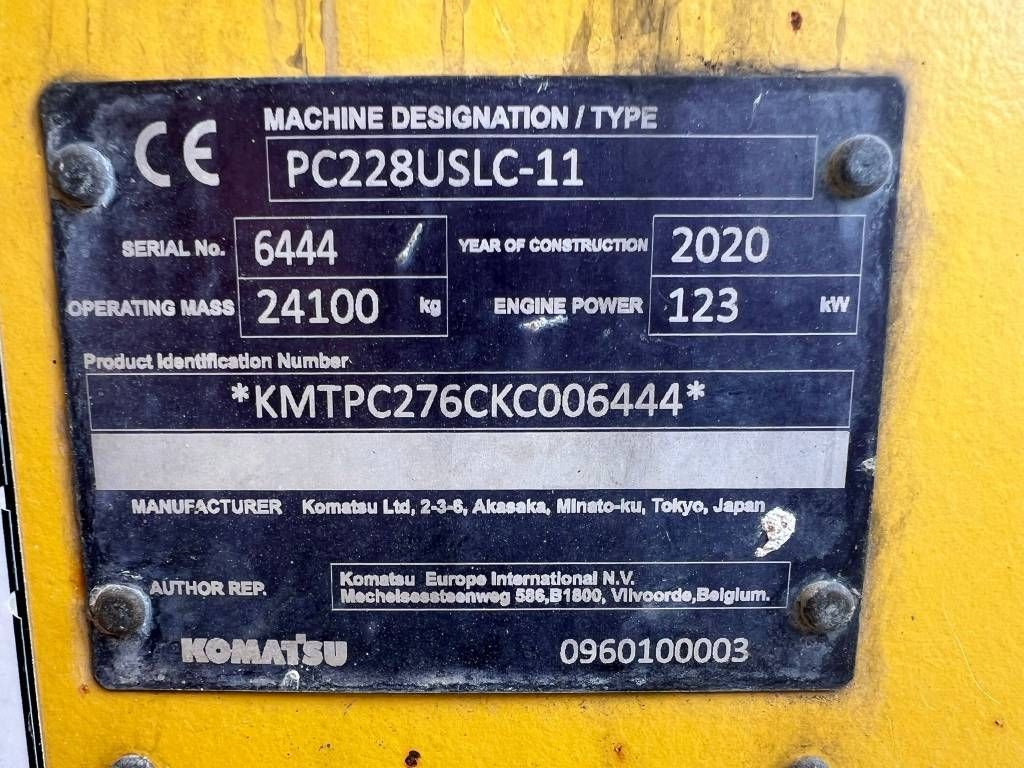 CE MACHINE DESIGNATION / TYPE
PC228USLC-11
SERIAL No. 6444 YEAR OF CONSTRUCTION 2020
OPERATING MASS 24100 kg ENGINE POWER 123 kW
Product Identification Number
*KMTPC276CKC006444*
MANUFACTURER Komatsu Ltd, 2-3-6, Akasaka, Minato-ku, Tokyo, Japan
AUTHOR REP. Komatsu Europe International N.V.
Mechelsessteenweg 586,B1800, Vilvoorde,Belgium.
KOMATSU 0960100003